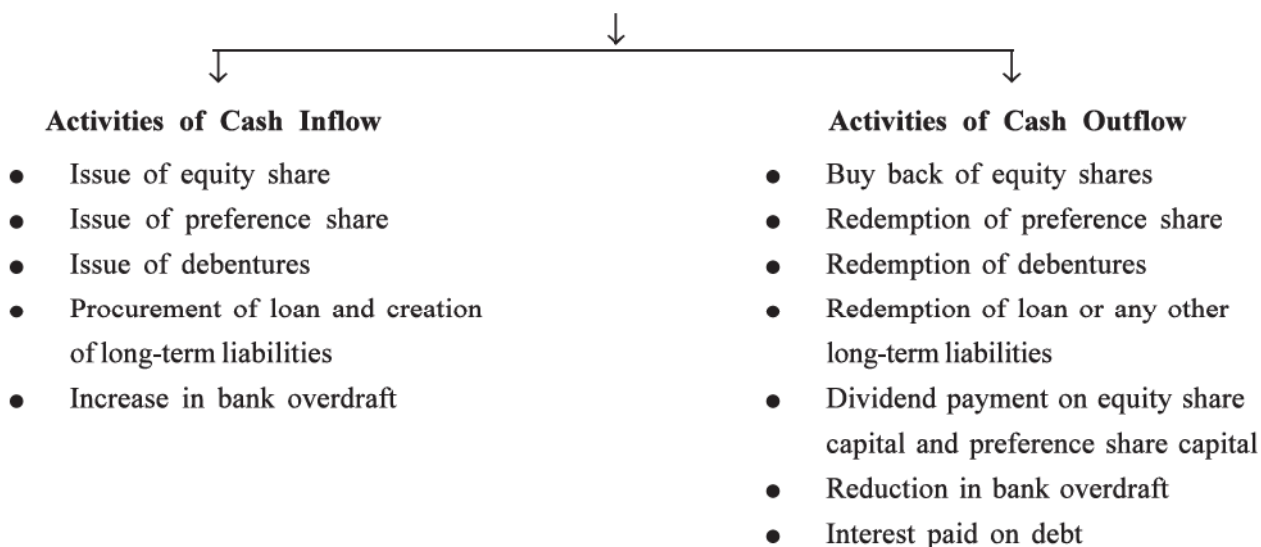 Activities of Cash Inflow
● Issue of equity share
● Issue of preference share
● Issue of debentures
● Procurement of loan and creation
of long-term liabilities
● Increase in bank overdraft
Activities of Cash Outflow
● Buy back of equity shares
● Redemption of preference share
● Redemption of debentures
● Redemption of loan or any other
long-term liabilities
● Dividend payment on equity share
capital and preference share capital
● Reduction in bank overdraft
● Interest paid on debt